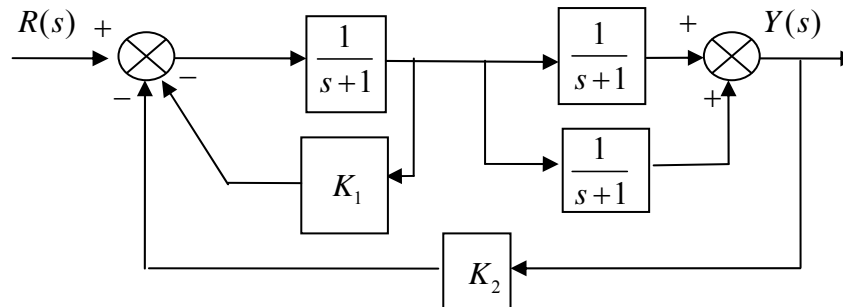 R(s)
+
−
−
1/(s+1)
1/(s+1)
+
Y(s)
+
1/(s+1)
K₁
K₂